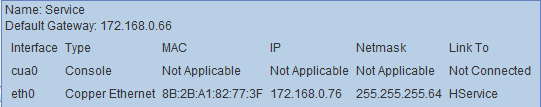 Name: Service
Default Gateway: 172.168.0.66
Interface Type MAC IP Netmask Link To
cua0 Console Not Applicable Not Applicable Not Applicable Not Connected
eth0 Copper Ethernet 8B:2B:A1:82:77:3F 172.168.0.76 255.255.255.64 HService